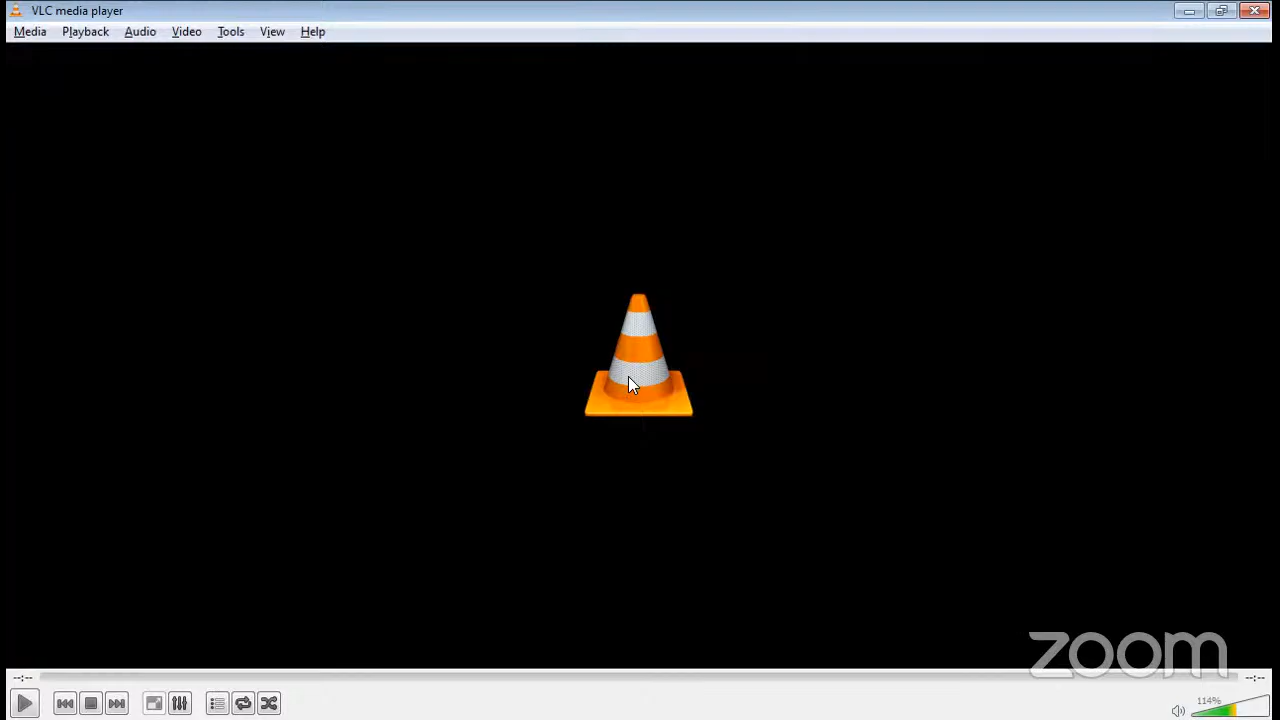 VLC media player
Media Playback Audio Video Tools View Help
zoom
--:-- --:--
114%